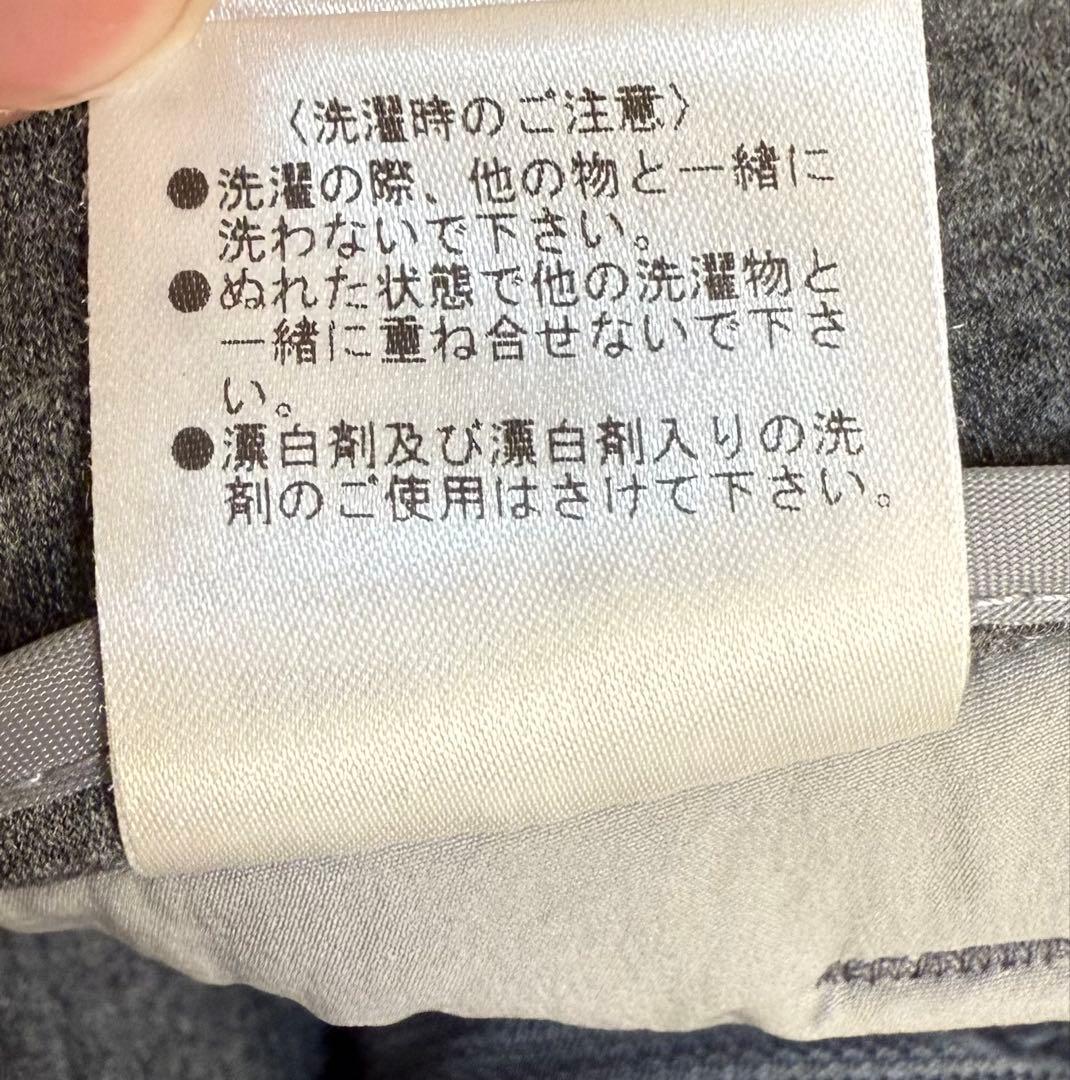 〈洗濯時のご注意〉
●洗濯の際、他の物と一緒に
洗わないで下さい。
●ぬれた状態で他の洗濯物と
一緒に重ね合せないで下さ
い。
●漂白剤及び漂白剤入りの洗
剤のご使用はさけて下さい。